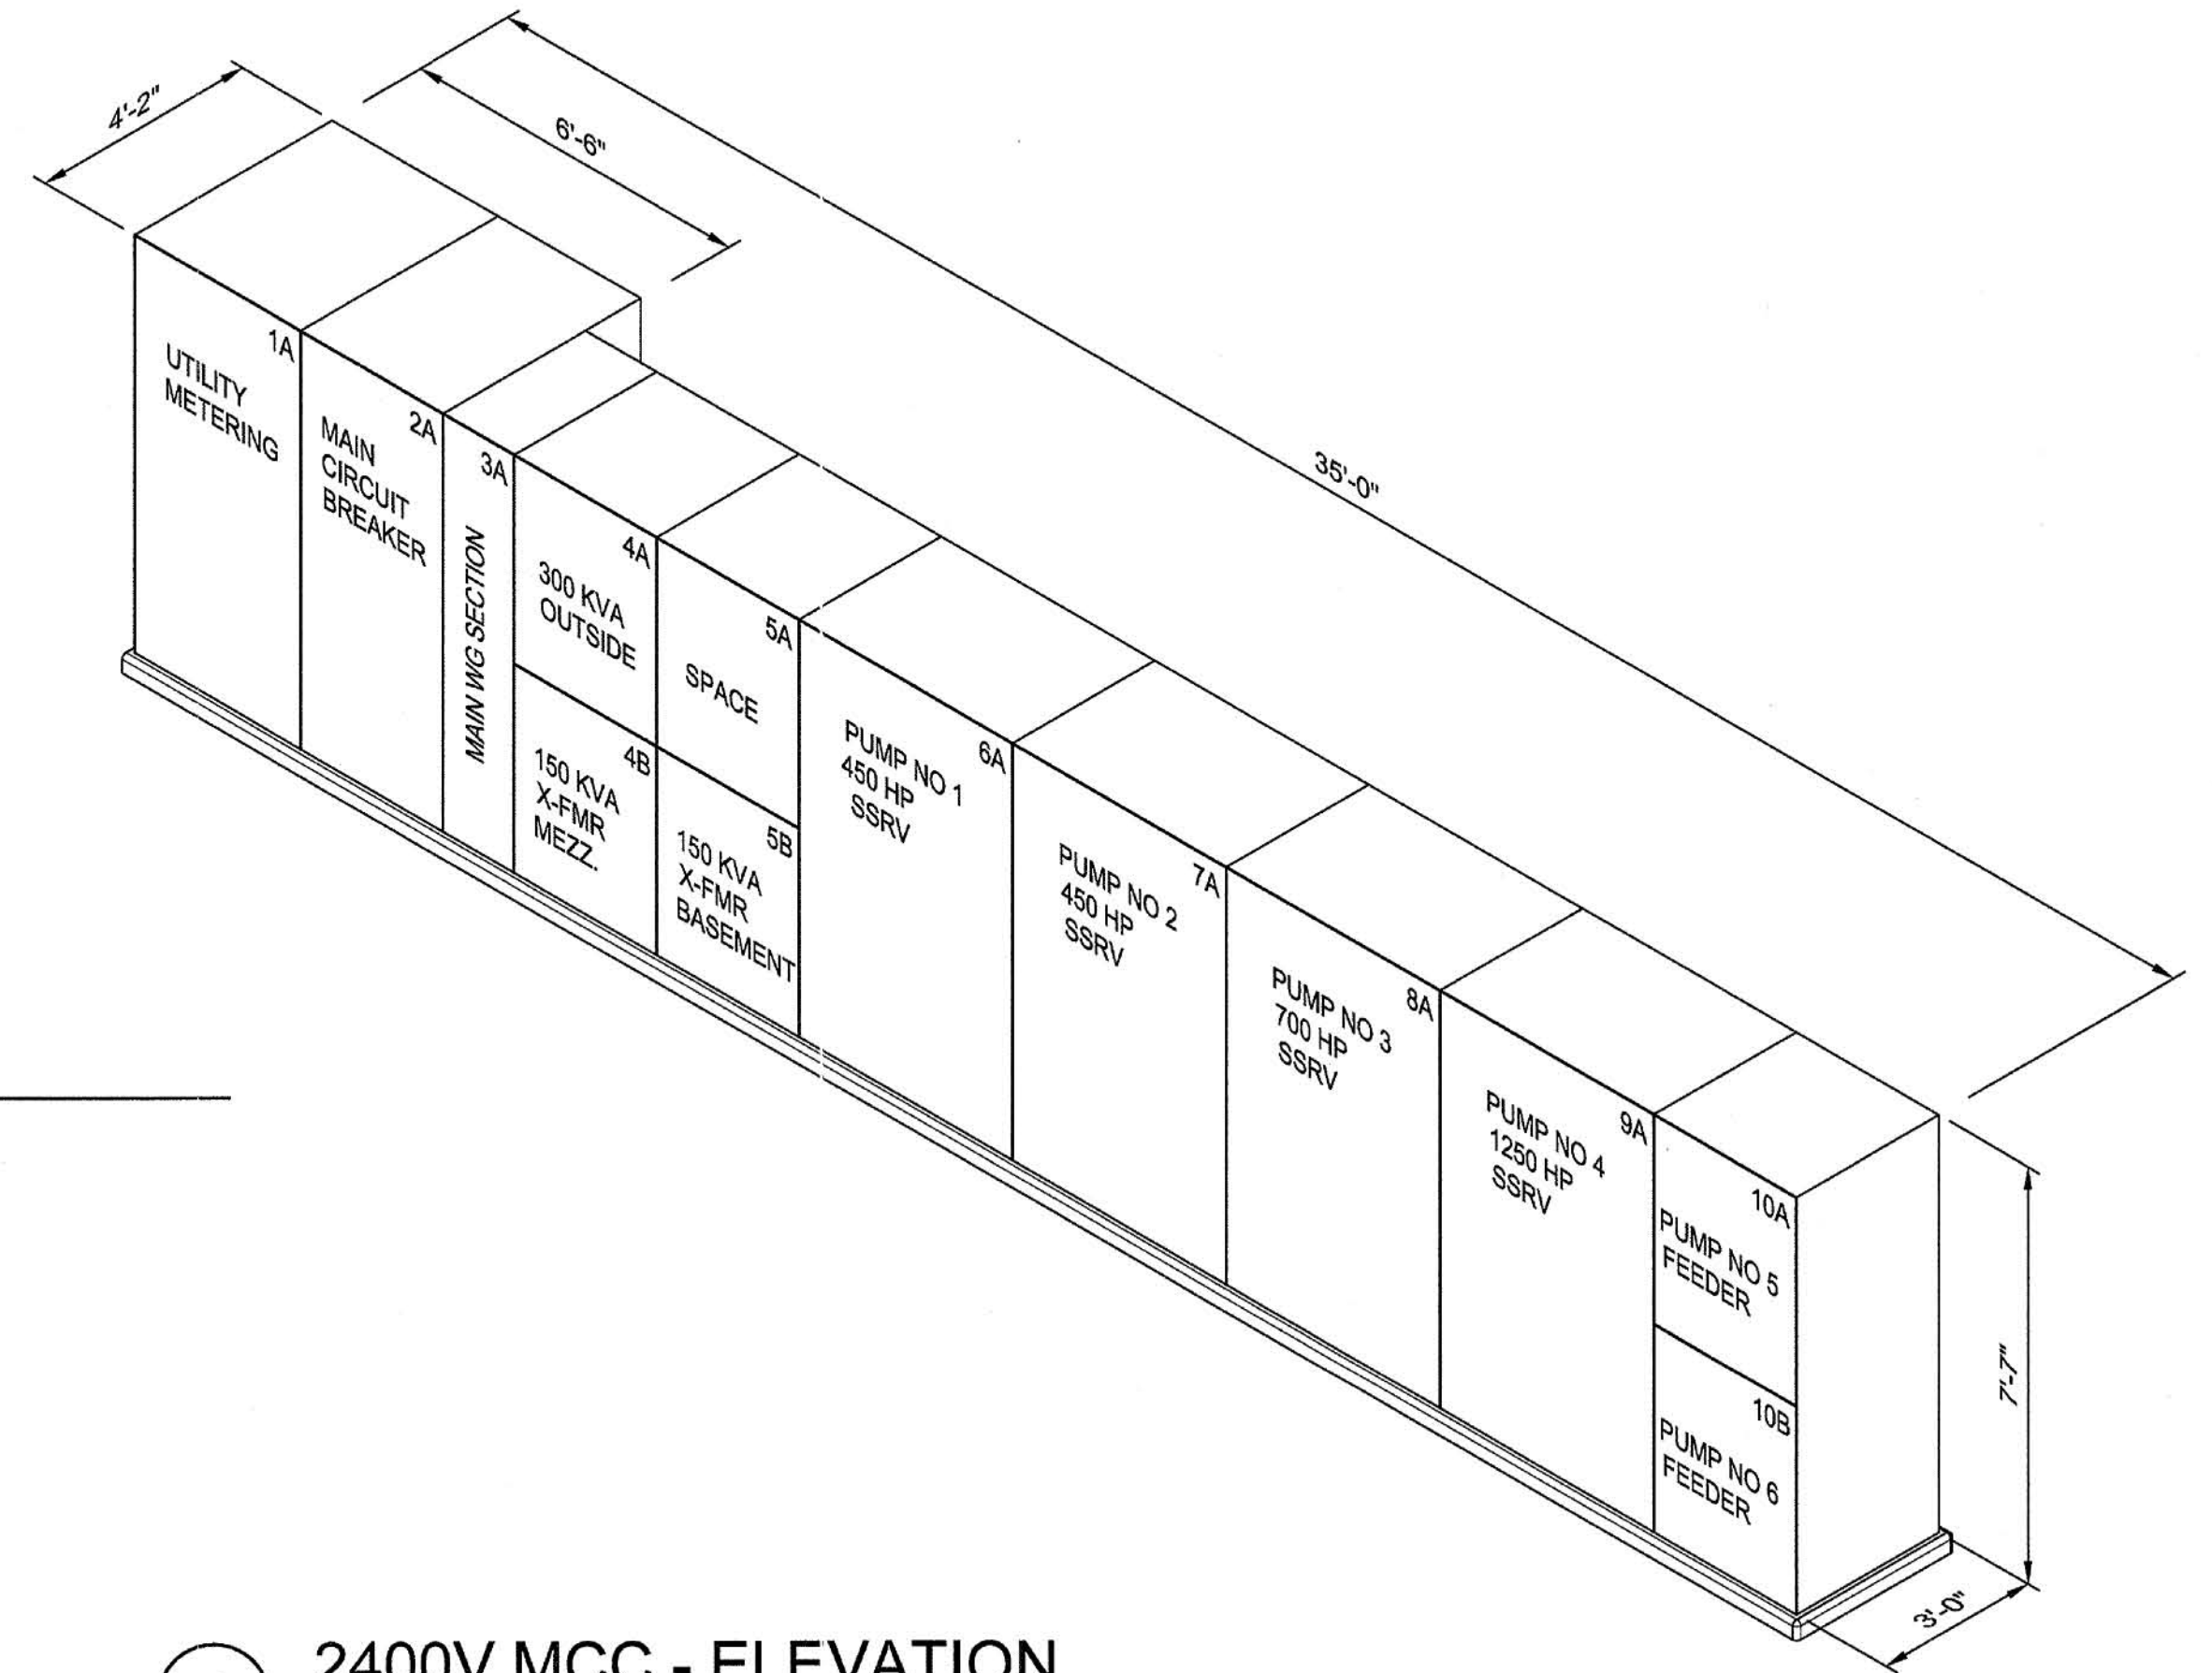 4'-2"
6'-6"
35'-0"
1A
UTILITY
METERING
2A
MAIN
CIRCUIT
BREAKER
3A
MAIN WG SECTION
4A
300 KVA
OUTSIDE
4B
150 KVA
X-FMR
MEZZ.
5A
SPACE
5B
150 KVA
X-FMR
BASEMENT
6A
PUMP NO 1
450 HP
SSRV
7A
PUMP NO 2
450 HP
SSRV
8A
PUMP NO 3
700 HP
SSRV
9A
PUMP NO 4
1250 HP
SSRV
10A
PUMP NO 5
FEEDER
10B
PUMP NO 6
FEEDER
7'-7"
3'-0"
2400V MCC - ELEVATION